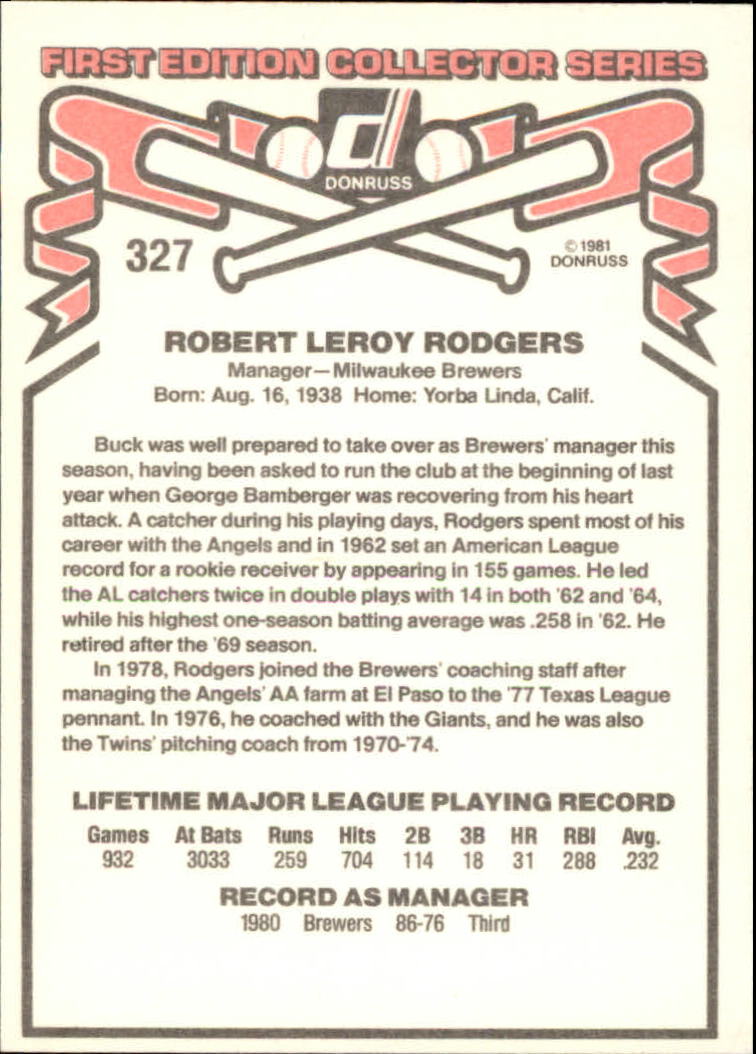 FIRST EDITION COLLECTOR SERIES
d
DONRUSS
327
© 1981
DONRUSS
ROBERT LEROY RODGERS
Manager—Milwaukee Brewers
Born: Aug. 16, 1938 Home: Yorba Linda, Calif.
Buck was well prepared to take over as Brewers' manager this
season, having been asked to run the club at the beginning of last
year when George Bamberger was recovering from his heart
attack. A catcher during his playing days, Rodgers spent most of his
career with the Angels and in 1962 set an American League
record for a rookie receiver by appearing in 155 games. He led
the AL catchers twice in double plays with 14 in both '62 and '64,
while his highest one-season batting average was .258 in '62. He
retired after the '69 season.
In 1978, Rodgers joined the Brewers' coaching staff after
managing the Angels' AA farm at El Paso to the '77 Texas League
pennant. In 1976, he coached with the Giants, and he was also
the Twins' pitching coach from 1970-'74.
LIFETIME MAJOR LEAGUE PLAYING RECORD
Games At Bats Runs Hits 2B 3B HR RBI Avg.
932 3033 259 704 114 18 31 288 .232
RECORD AS MANAGER
1980 Brewers 86-76 Third